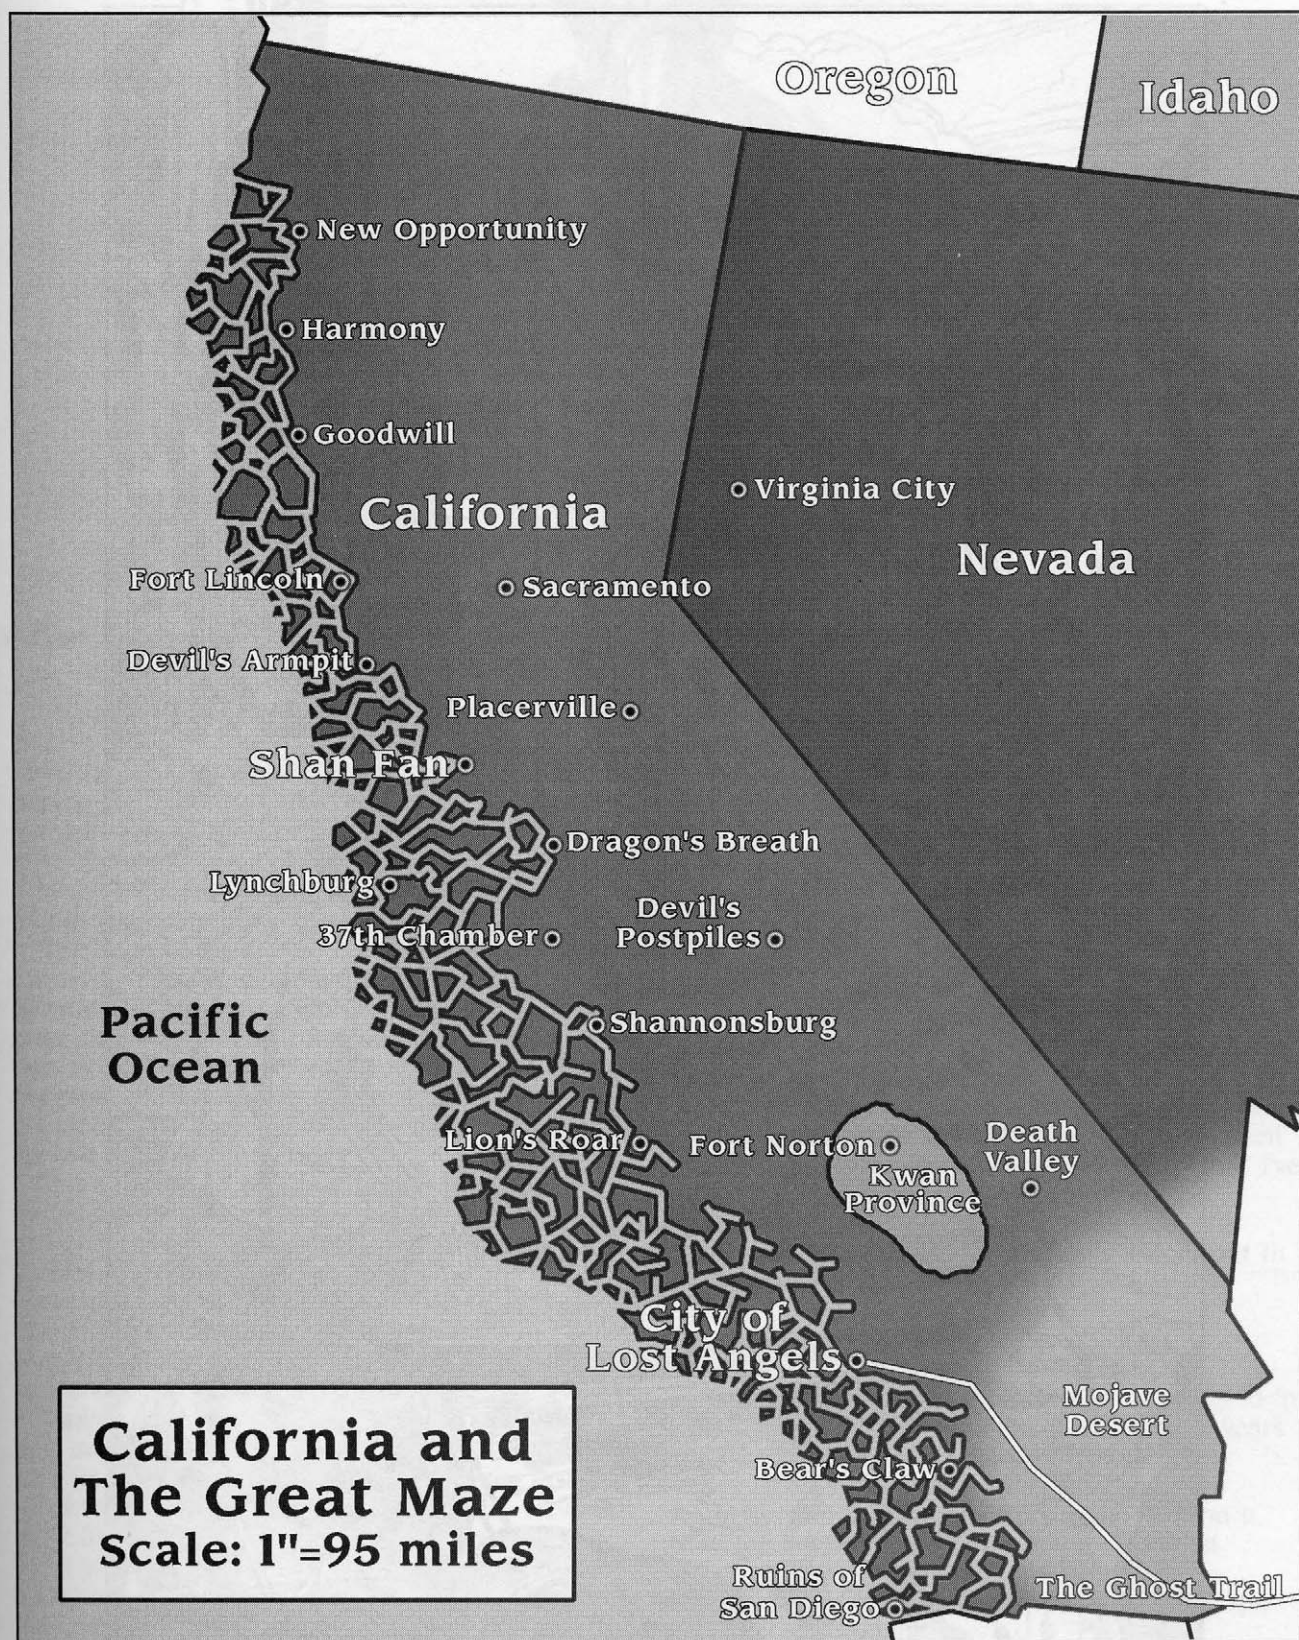 Oregon
Idaho
New Opportunity
Harmony
Goodwill
California
Virginia City
Nevada
Fort Lincoln
Sacramento
Devil's Armpit
Placerville
Shan Fan
Dragon's Breath
Lynchburg
Devil's
Postpiles
37th Chamber
Pacific
Ocean
Shannonsburg
Lion's Roar
Fort Norton
Kwan
Province
Death
Valley
City of
Lost Angels
Mojave
Desert
Bear's Claw
California and
The Great Maze
Scale: 1"=95 miles
Ruins of
San Diego
The Ghost Trail